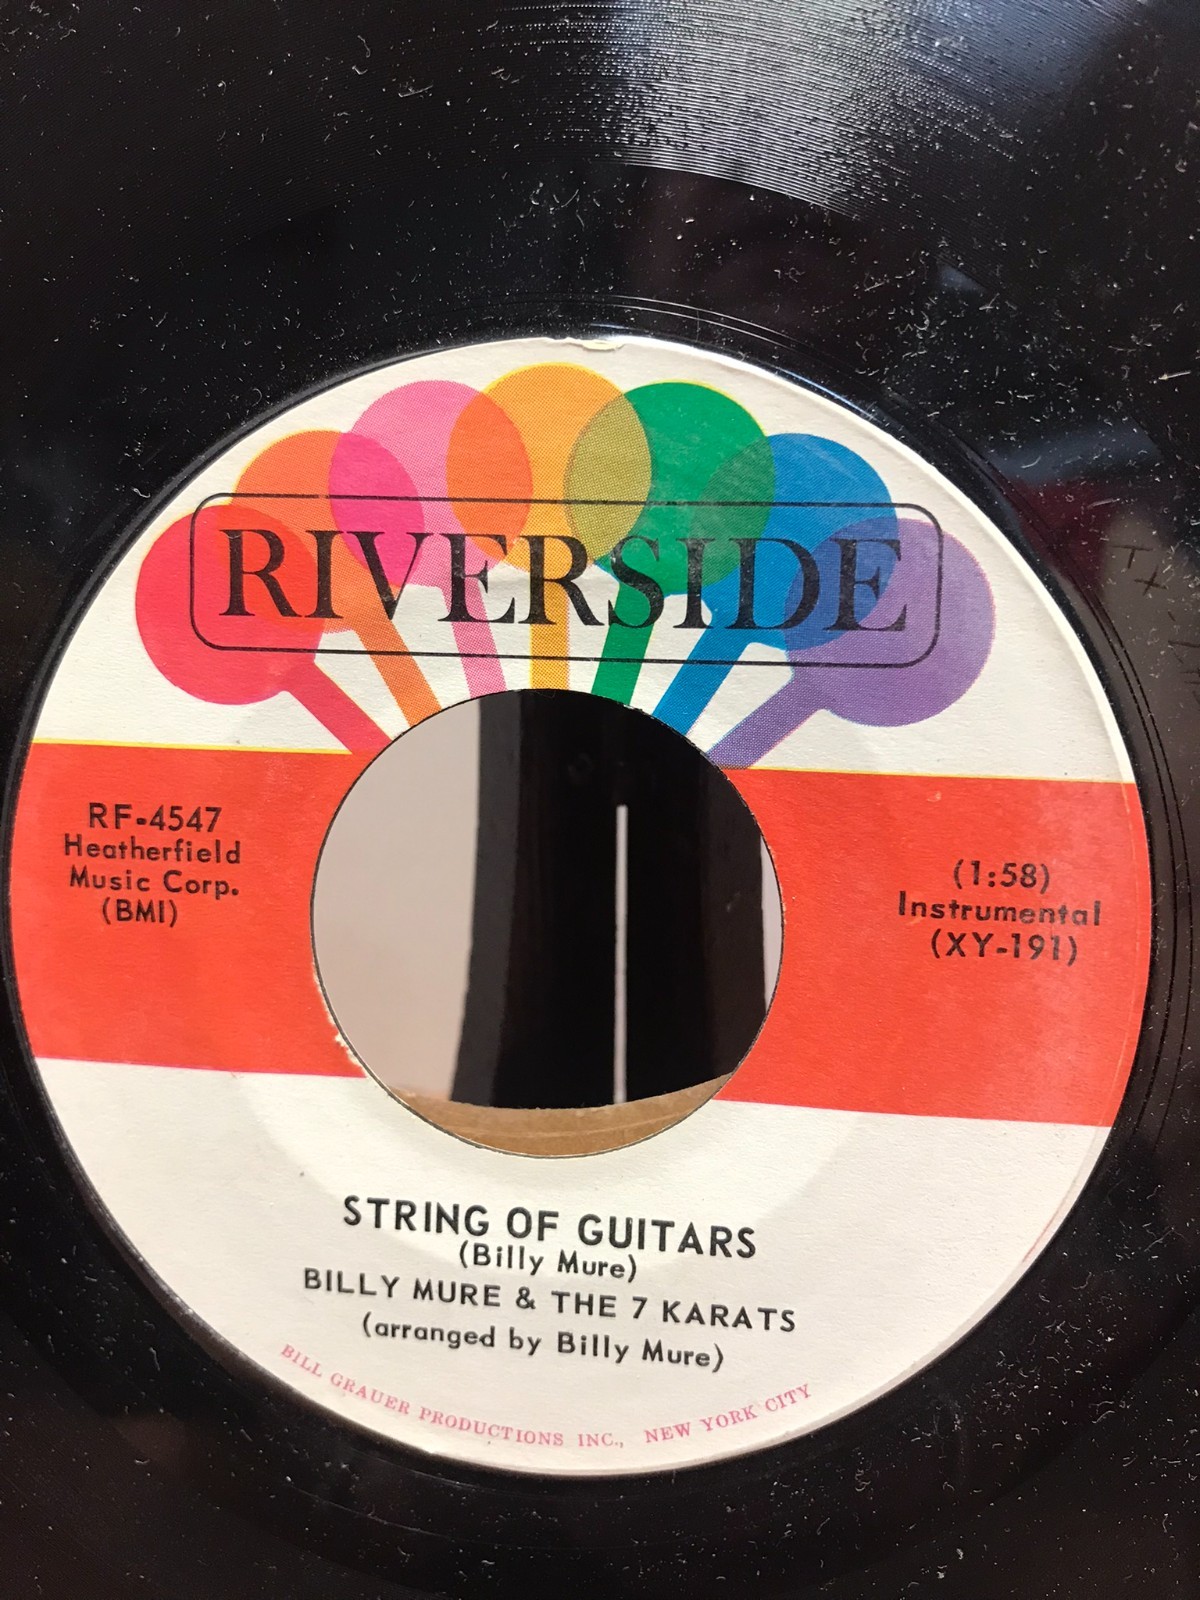 RIVERSIDE
RF-4547
Heatherfield
Music Corp.
(BMI)
(1:58)
Instrumental
(XY-191)
STRING OF GUITARS
(Billy Mure)
BILLY MURE & THE 7 KARATS
(arranged by Billy Mure)
BILL GRAUER PRODUCTIONS INC., NEW YORK CITY